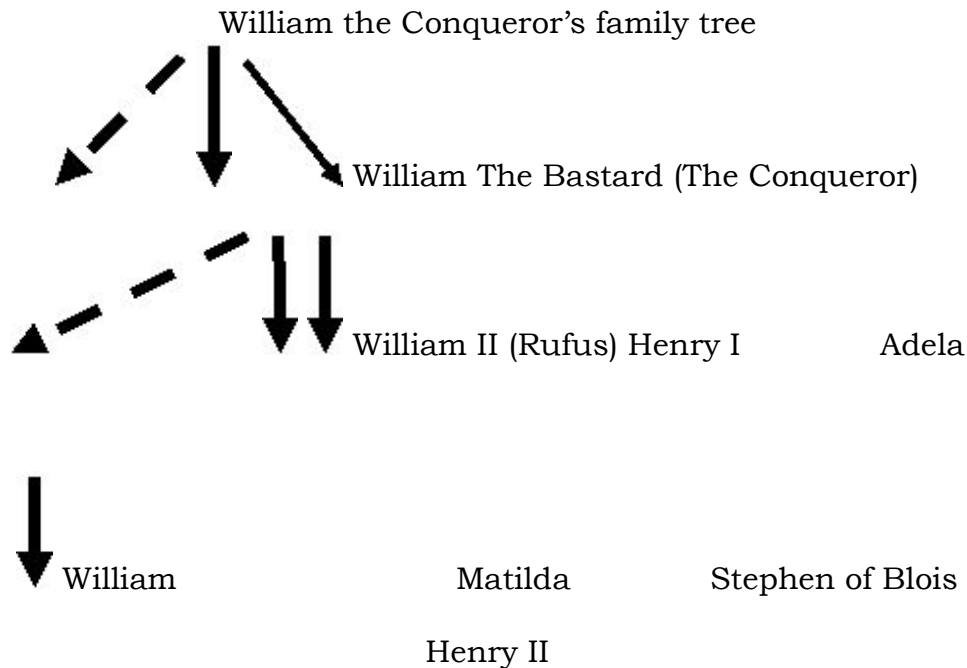 William the Conqueror’s family tree
William The Bastard (The Conqueror)
William II (Rufus) Henry I Adela
William Matilda Stephen of Blois
Henry II